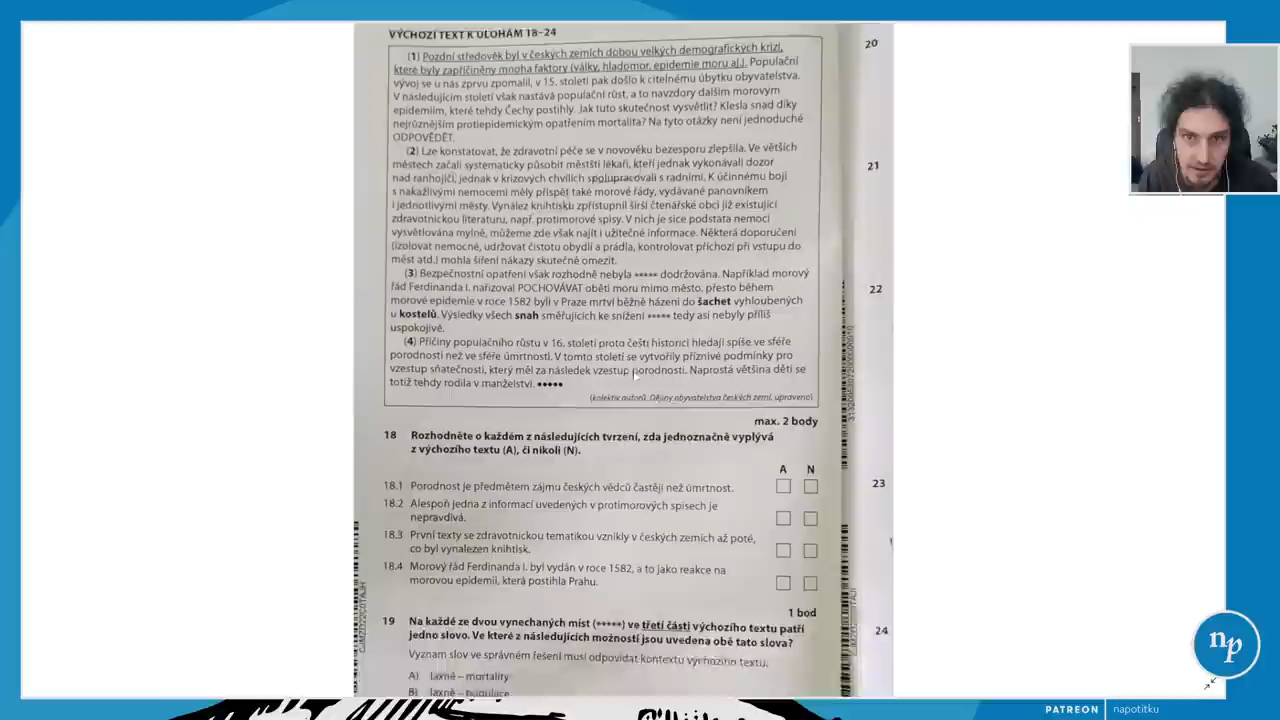 VÝCHOZÍ TEXT K ÚLOHÁM 18–24
(1) Pozdní středověk byl v českých zemích dobou velkých demografických krizí,
které byly zapříčiněny mnoha faktory (války, hladomor, epidemie moru aj.). Populační
vývoj se u nás zprvu zpomalil, v 15. století pak došlo k citelnému úbytku obyvatelstva.
V následujícím století však nastává populační růst, a to navzdory dalším morovým
epidemiím, které tehdy Čechy postihly. Jak tuto skutečnost vysvětlit? Klesla snad díky
nejrůznějším protiepidemickým opatřením mortalita? Na tyto otázky není jednoduché
ODPOVĚDĚT.
(2) Lze konstatovat, že zdravotní péče se v novověku bezesporu zlepšila. Ve větších
městech začali systematicky působit městští lékaři, kteří jednak vykonávali dozor
nad ranhojiči, jednak v krizových chvílích spolupracovali s radními. K účinnému boji
s nakažlivými nemocemi měly přispět také morové řády, vydávané panovníkem
i jednotlivými městy. Vynález knihtisku zpřístupnil širší čtenářské obci již existující
zdravotnickou literaturu, např. protimorové spisy. V nich je sice podstata nemoci
vysvětlována mylně, můžeme zde však najít i užitečné informace. Některá doporučení
(izolovat nemocné, udržovat čistotu obydlí a prádla, kontrolovat příchozí při vstupu do
měst atd.) mohla šíření nákazy skutečně omezit.
(3) Bezpečnostní opatření však rozhodně nebyla ***** dodržována. Například morový
řád Ferdinanda I. nařizoval POCHOVÁVAT oběti moru mimo město, přesto během
morové epidemie v roce 1582 byli v Praze mrtví běžně házeni do šachet vyhloubených
u kostelů. Výsledky všech snah směřujících ke snížení ***** tedy asi nebyly příliš
uspokojivé.
(4) Příčiny populačního růstu v 16. století proto čeští historici hledají spíše ve sféře
porodnosti než ve sféře úmrtnosti. V tomto století se vytvořily příznivé podmínky pro
vzestup sňatečnosti, který měl za následek vzestup porodnosti. Naprostá většina dětí se
totiž tehdy rodila v manželství. •••••
(kolektiv autorů, Dějiny obyvatelstva českých zemí, upraveno)
max. 2 body
18 Rozhodněte o každém z následujících tvrzení, zda jednoznačně vyplývá
z výchozího textu (A), či nikoli (N).
A N
18.1 Porodnost je předmětem zájmu českých vědců častěji než úmrtnost.
18.2 Alespoň jedna z informací uvedených v protimorových spisech je
nepravdivá.
18.3 První texty se zdravotnickou tematikou vznikly v českých zemích až poté,
co byl vynalezen knihtisk.
18.4 Morový řád Ferdinanda I. byl vydán v roce 1582, a to jako reakce na
morovou epidemii, která postihla Prahu.
1 bod
19 Na každé ze dvou vynechaných míst (*****) ve třetí části výchozího textu patří
jedno slovo. Ve které z následujících možností jsou uvedena obě tato slova?
Význam slov ve správném řešení musí odpovídat kontextu výchozího textu.
A) laxně – mortality
B) laxně – populace
20
21
22
23
24
np
PATREON
napotitku